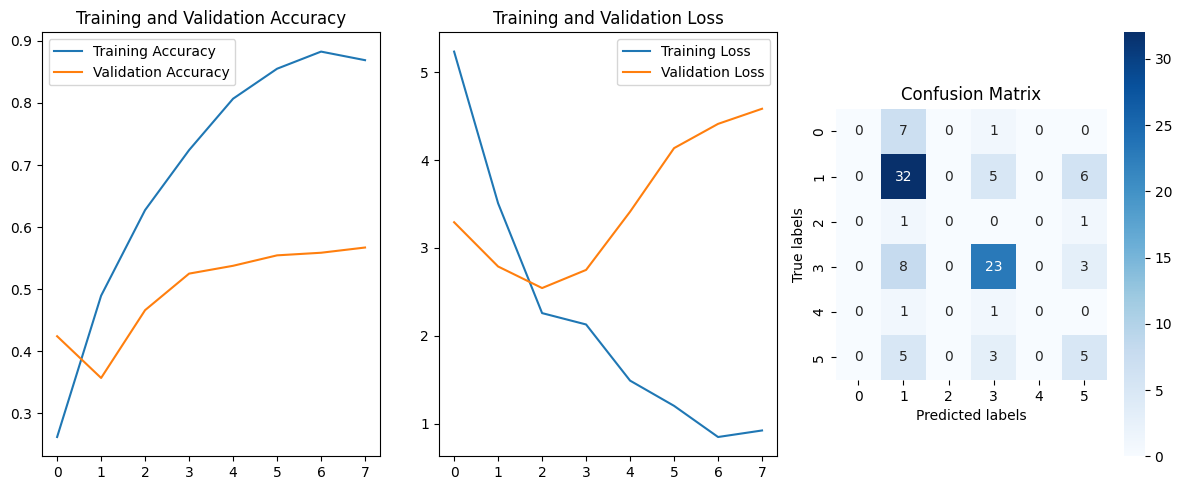 Training and Validation Accuracy
Training Accuracy
Validation Accuracy
0.9
0.8
0.7
0.6
0.5
0.4
0.3
0 1 2 3 4 5 6 7
Training and Validation Loss
Training Loss
Validation Loss
5
4
3
2
1
0 1 2 3 4 5 6 7
Confusion Matrix
True labels
0 0 7 0 1 0 0
1 0 32 0 5 0 6
2 0 1 0 0 0 1
3 0 8 0 23 0 3
4 0 1 0 1 0 0
5 0 5 0 3 0 5
0 1 2 3 4 5
Predicted labels
30
25
20
15
10
5
0